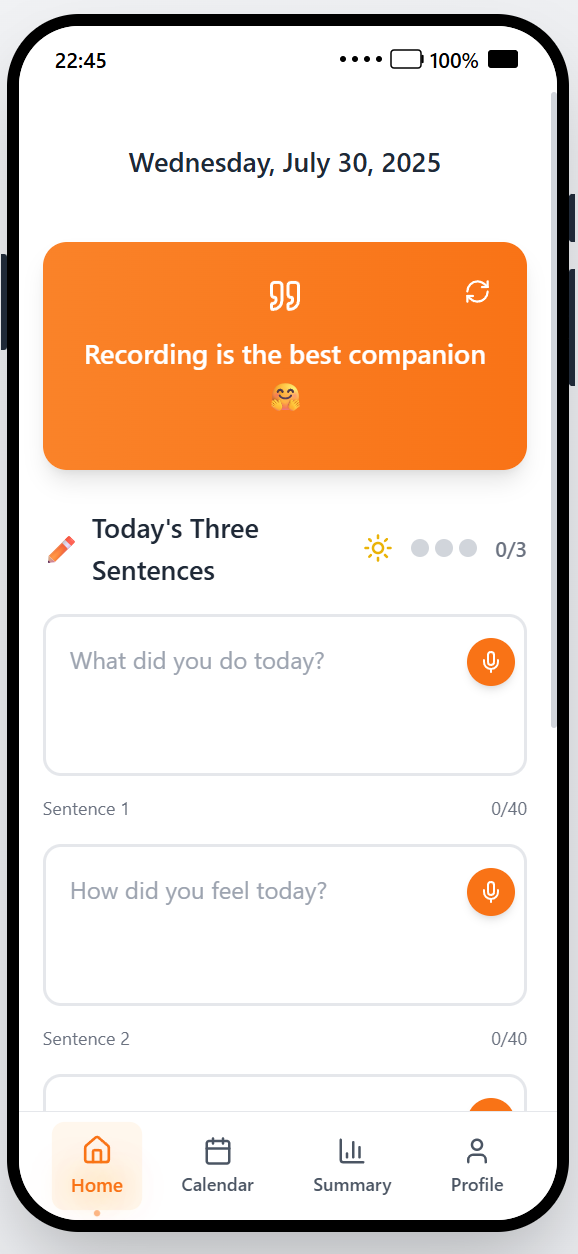 22:45 100%
Wednesday, July 30, 2025
Recording is the best companion
🤗
Today's Three
Sentences
0/3
What did you do today?
Sentence 1 0/40
How did you feel today?
Sentence 2 0/40
Home Calendar Summary Profile